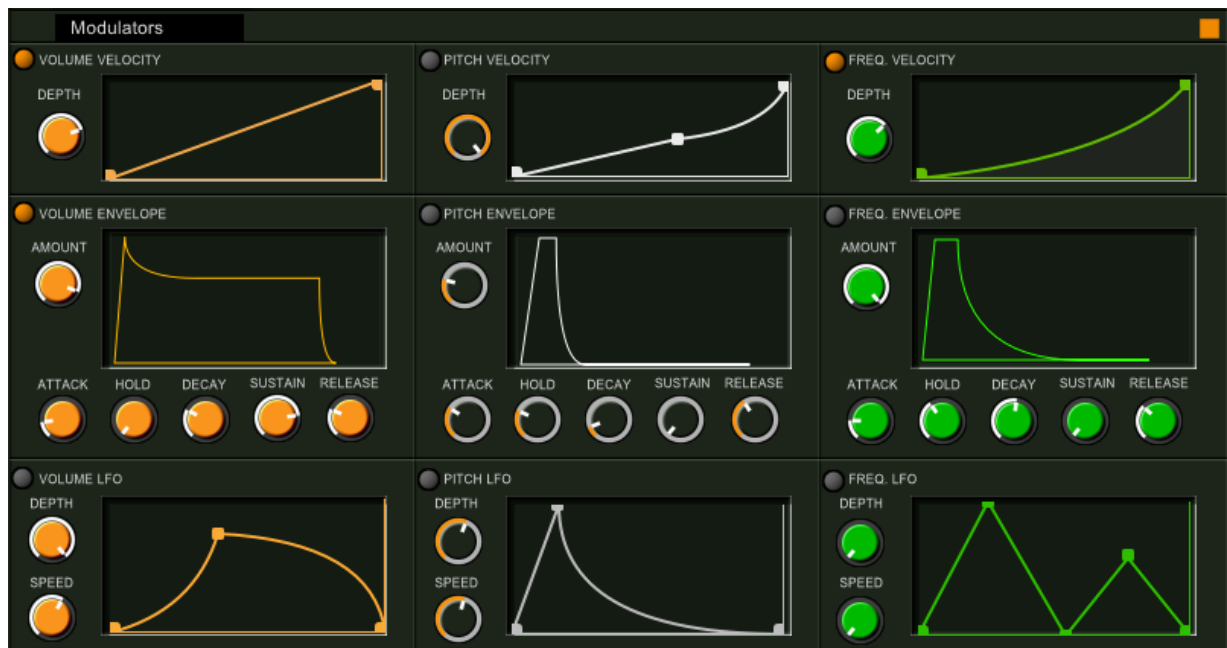 Modulators
VOLUME VELOCITY
PITCH VELOCITY
FREQ. VELOCITY
DEPTH
DEPTH
DEPTH
VOLUME ENVELOPE
PITCH ENVELOPE
FREQ. ENVELOPE
AMOUNT
AMOUNT
AMOUNT
ATTACK HOLD DECAY SUSTAIN RELEASE
ATTACK HOLD DECAY SUSTAIN RELEASE
ATTACK HOLD DECAY SUSTAIN RELEASE
VOLUME LFO
PITCH LFO
FREQ. LFO
DEPTH
DEPTH
DEPTH
SPEED
SPEED
SPEED